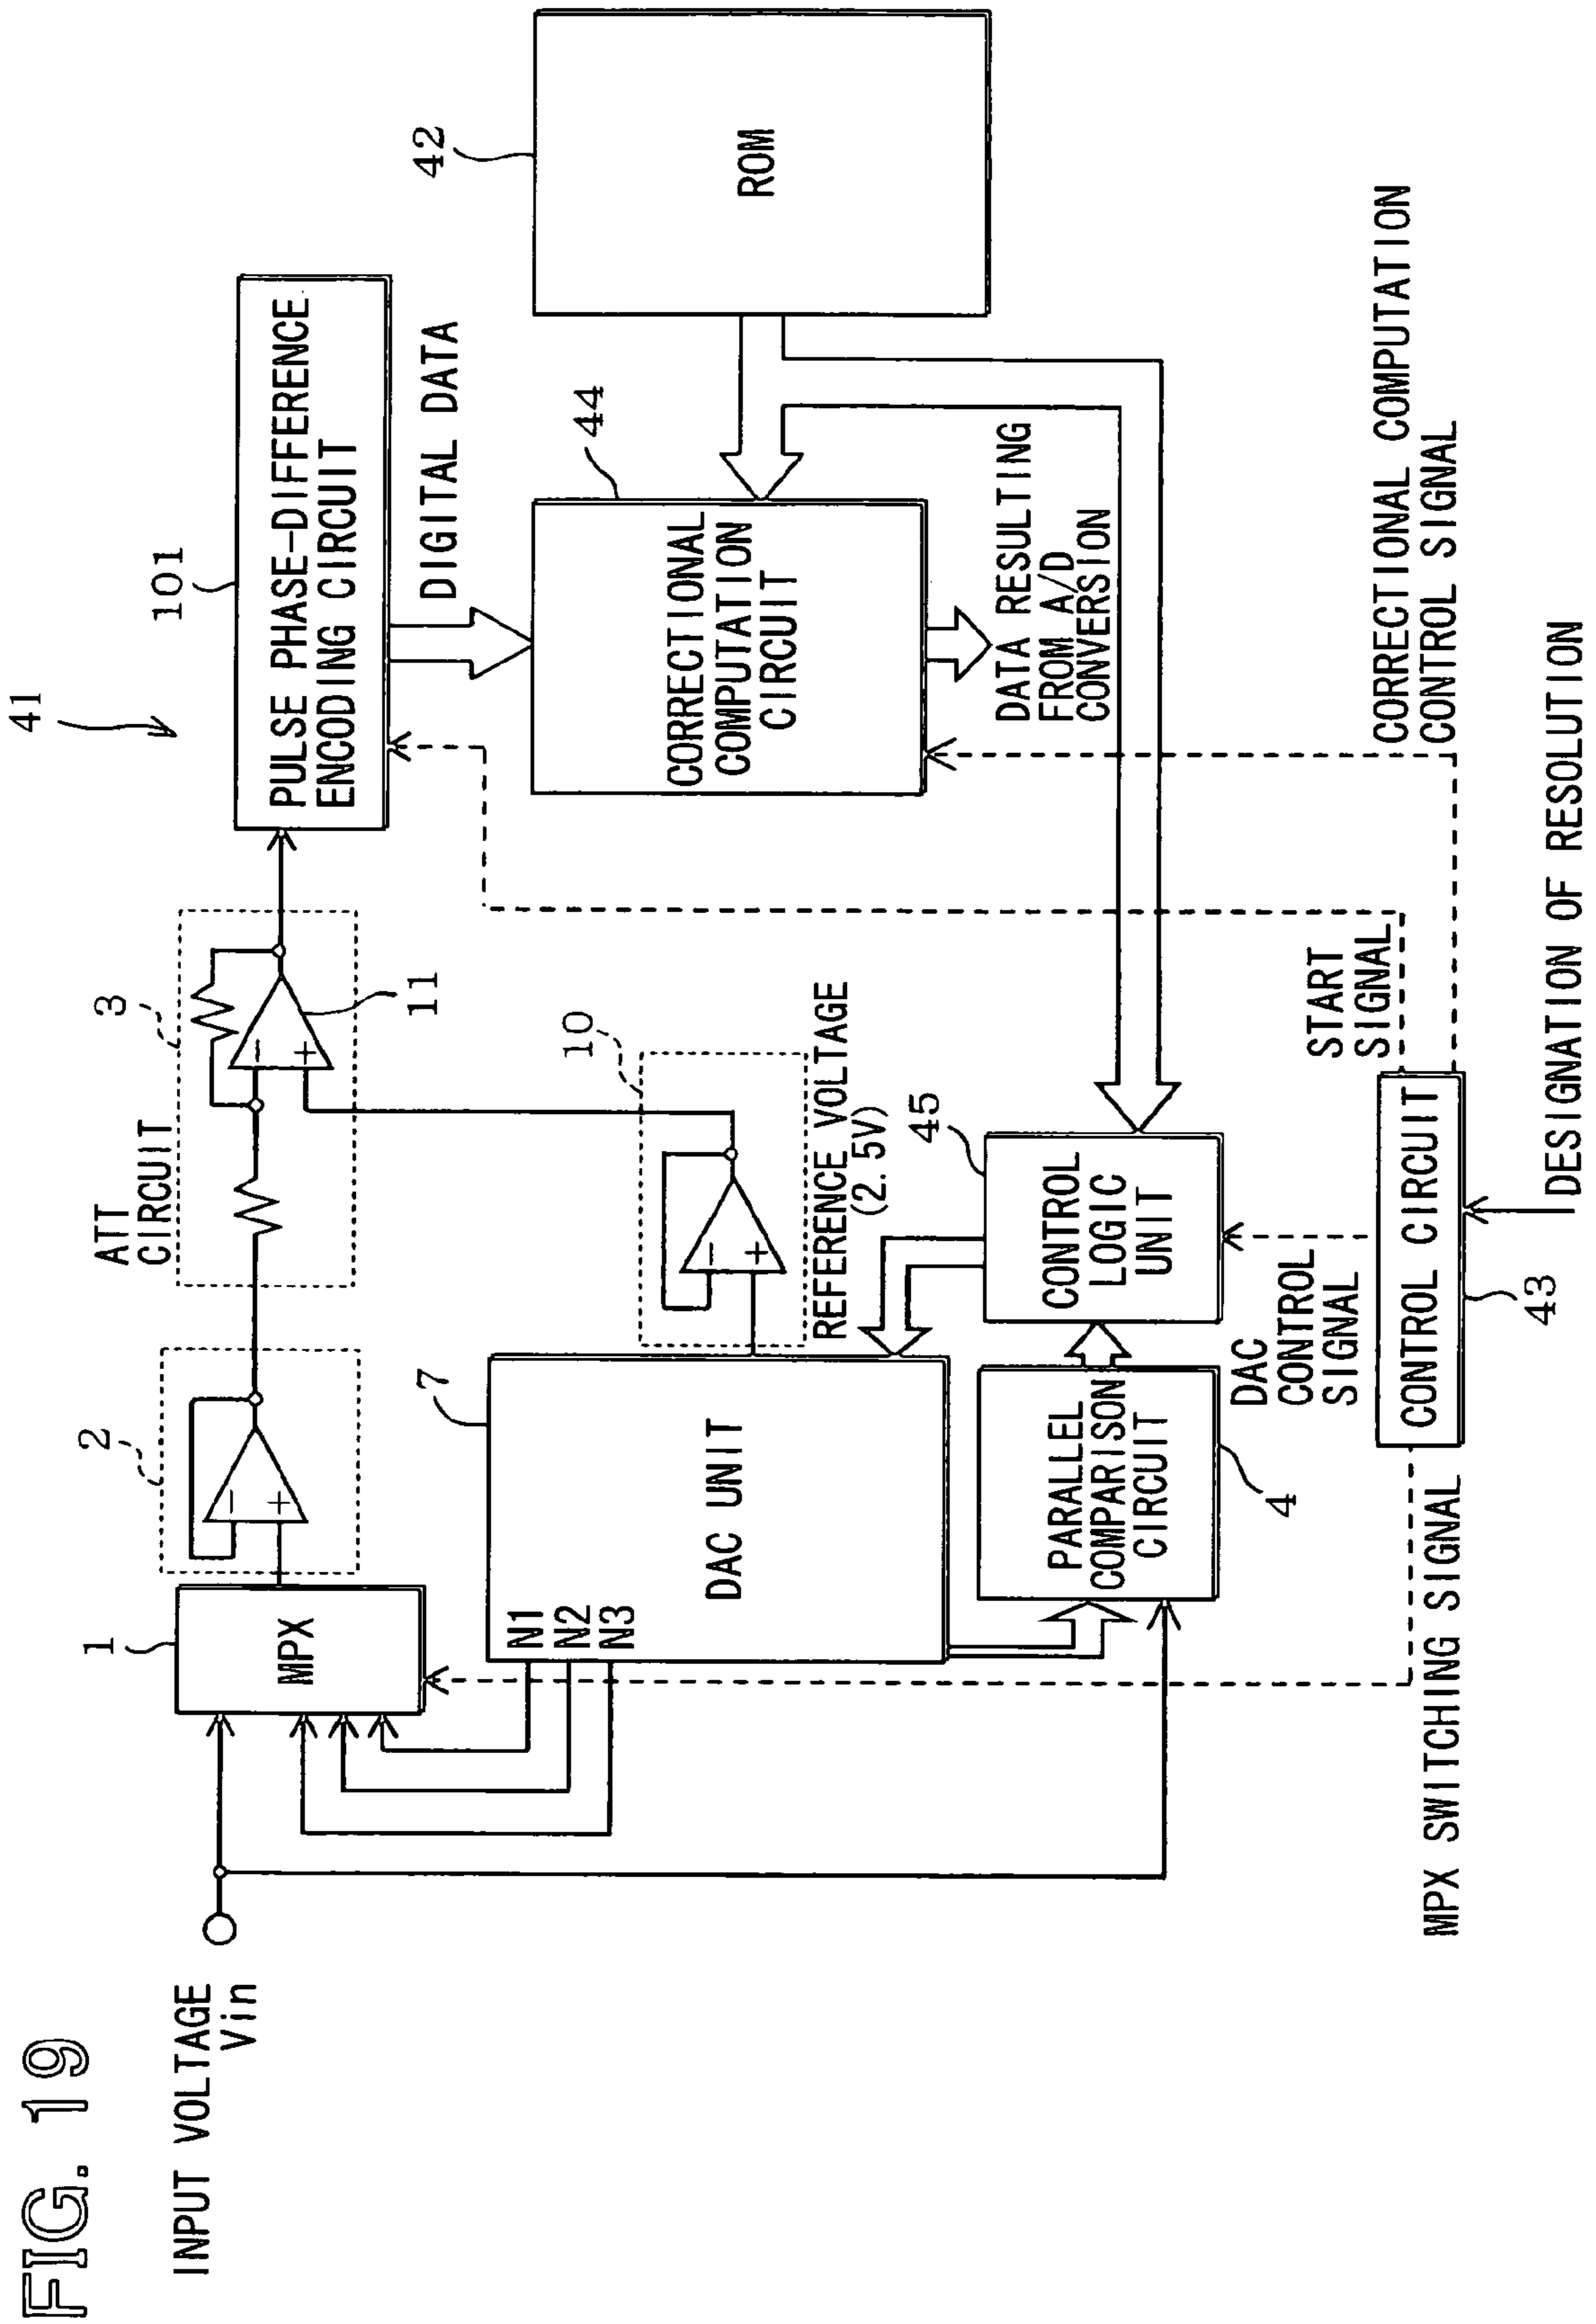 FIG. 19
41
INPUT VOLTAGE
Vin
1
MPX
2
−
+
ATT
CIRCUIT
3
−
+
11
101
PULSE PHASE-DIFFERENCE
ENCODING CIRCUIT
DIGITAL DATA
N1
N2
N3
7
DAC UNIT
10
−
+
REFERENCE VOLTAGE
(2.5V)
44
CORRECTIONAL
COMPUTATION
CIRCUIT
42
ROM
DATA RESULTING
FROM A/D
CONVERSION
PARALLEL
COMPARISON
CIRCUIT
4
45
CONTROL
LOGIC
UNIT
DAC
CONTROL
SIGNAL
START
SIGNAL
CORRECTIONAL COMPUTATION
CONTROL SIGNAL
MPX SWITCHING SIGNAL
CONTROL CIRCUIT
43
DESIGNATION OF RESOLUTION